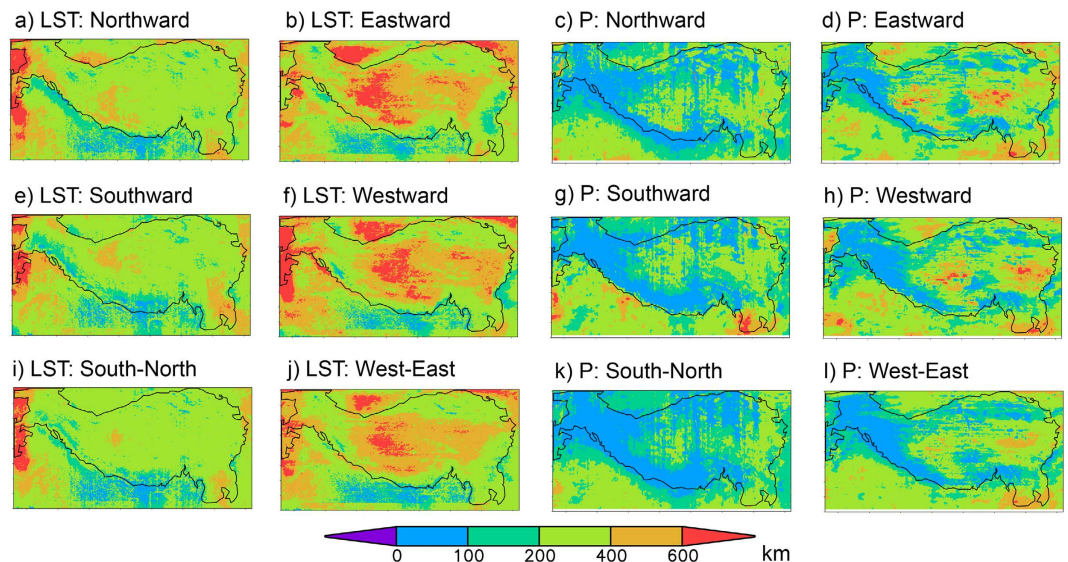 a) LST: Northward
b) LST: Eastward
c) P: Northward
d) P: Eastward
e) LST: Southward
f) LST: Westward
g) P: Southward
h) P: Westward
i) LST: South-North
j) LST: West-East
k) P: South-North
l) P: West-East
0 100 200 400 600 km